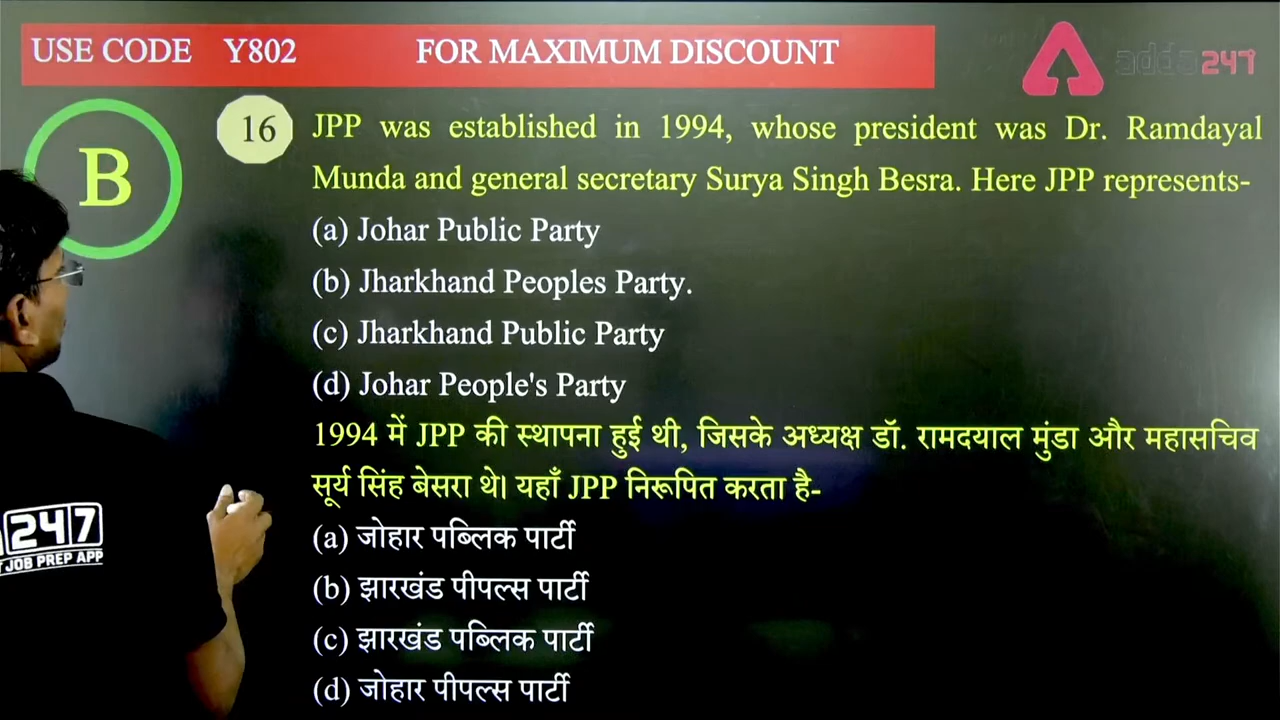 USE CODE Y802 FOR MAXIMUM DISCOUNT
adda247
B
16
JPP was established in 1994, whose president was Dr. Ramdayal
Munda and general secretary Surya Singh Besra. Here JPP represents-
(a) Johar Public Party
(b) Jharkhand Peoples Party.
(c) Jharkhand Public Party
(d) Johar People's Party
1994 में JPP की स्थापना हुई थी, जिसके अध्यक्ष डॉ. रामदयाल मुंडा और महासचिव
सूर्य सिंह बेसरा थे। यहाँ JPP निरूपित करता है-
(a) जोहार पब्लिक पार्टी
(b) झारखंड पीपल्स पार्टी
(c) झारखंड पब्लिक पार्टी
(d) जोहार पीपल्स पार्टी
247
JOB PREP APP